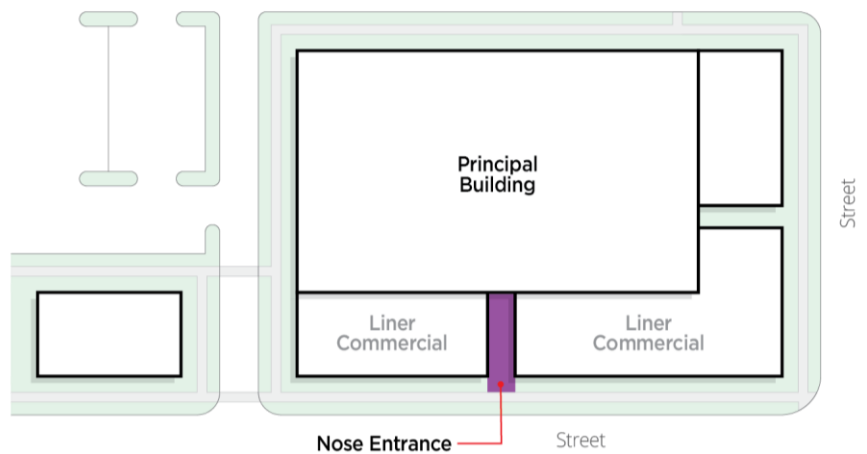 Principal
Building
Street
Liner
Commercial
Liner
Commercial
Nose Entrance
Street